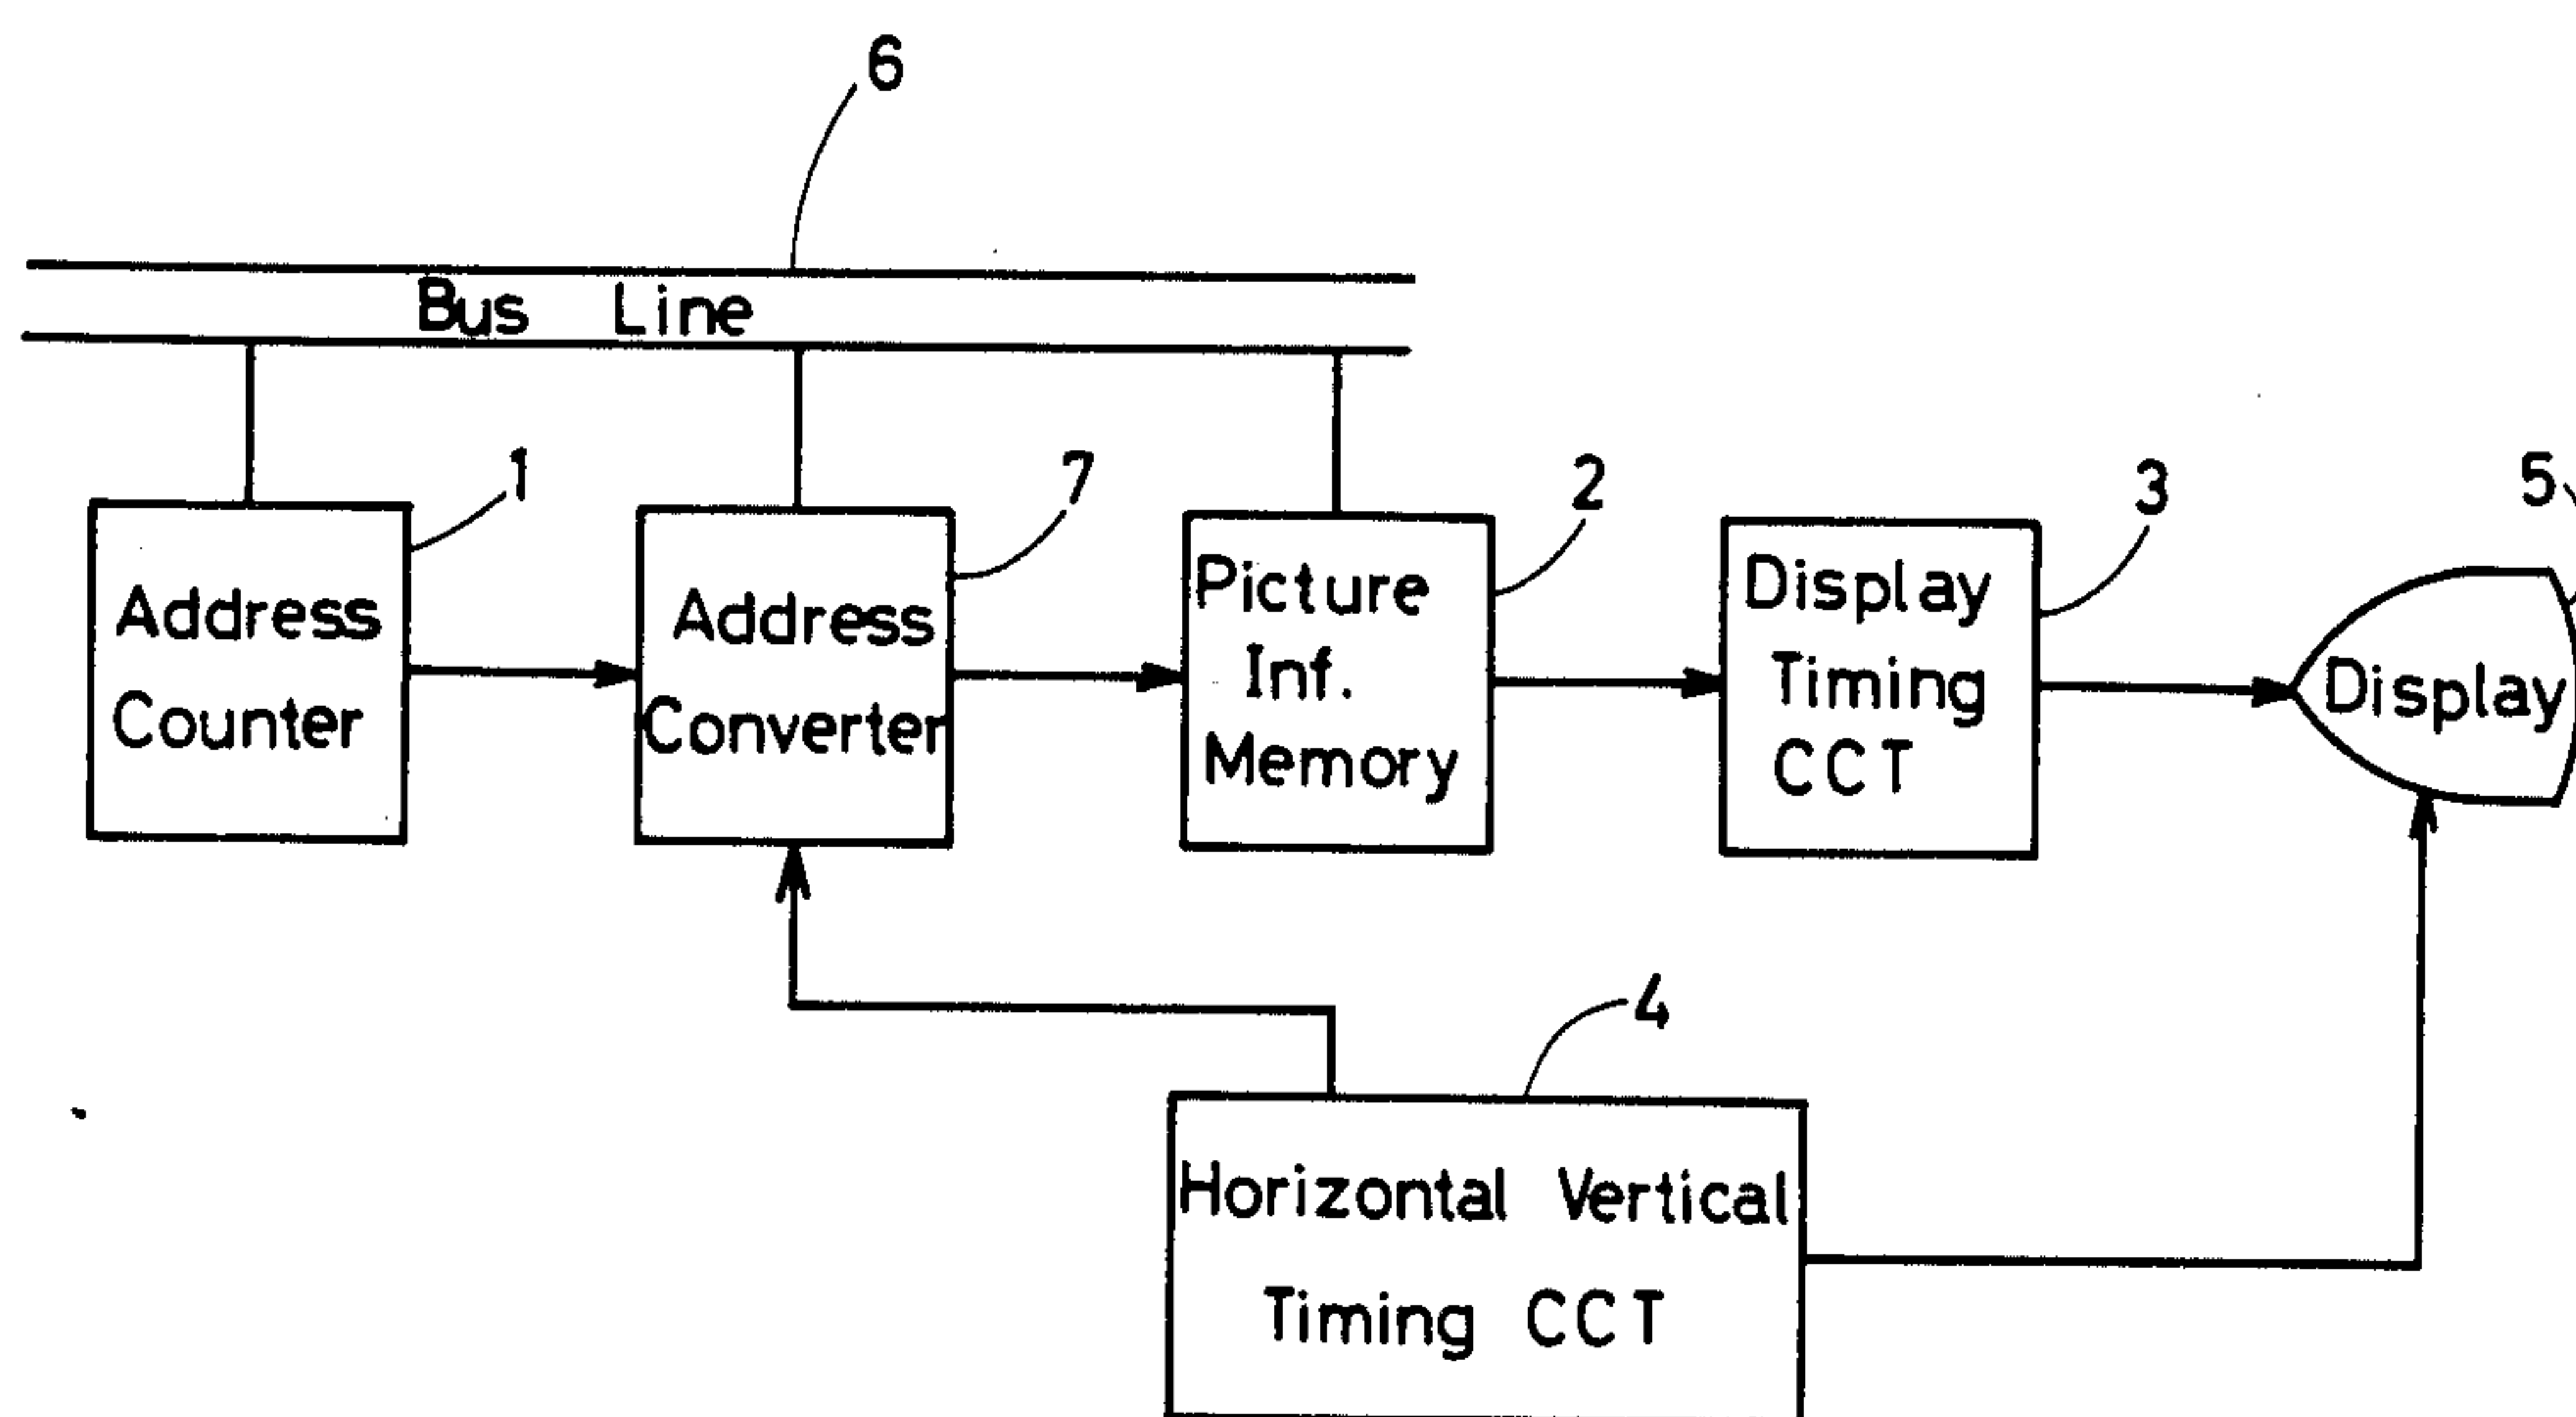 6
Bus Line
1
7
2
3
5
Address
Counter
Address
Converter
Picture
Inf.
Memory
Display
Timing
CCT
Display
4
Horizontal Vertical
Timing CCT